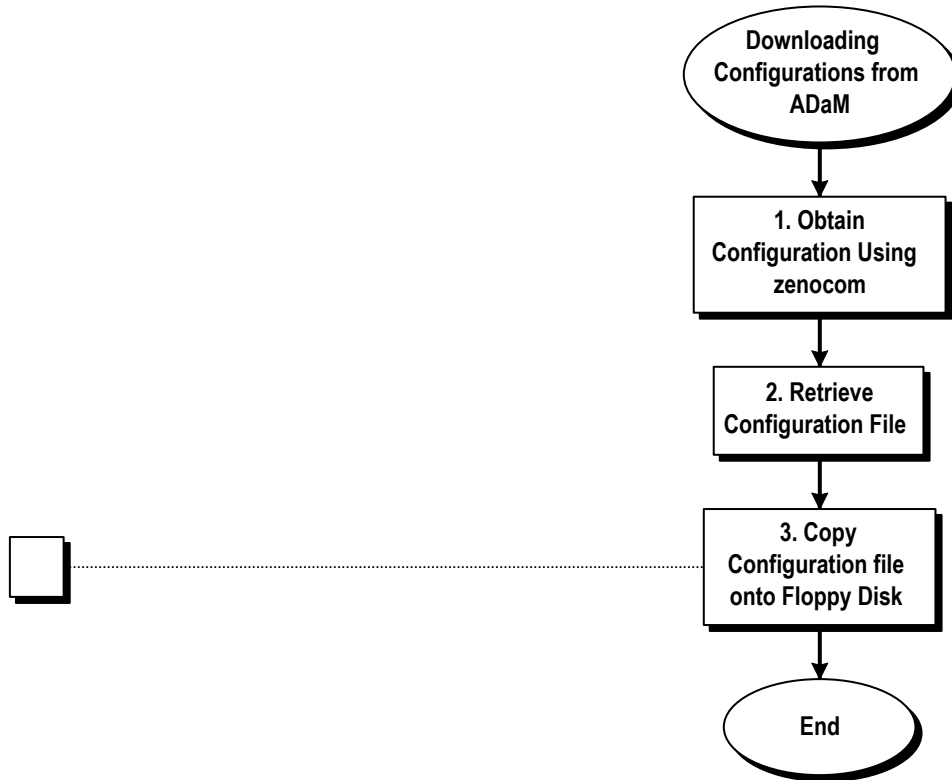 Downloading
Configurations from
ADaM
1. Obtain
Configuration Using
zenocom
2. Retrieve
Configuration File
3. Copy
Configuration file
onto Floppy Disk
End